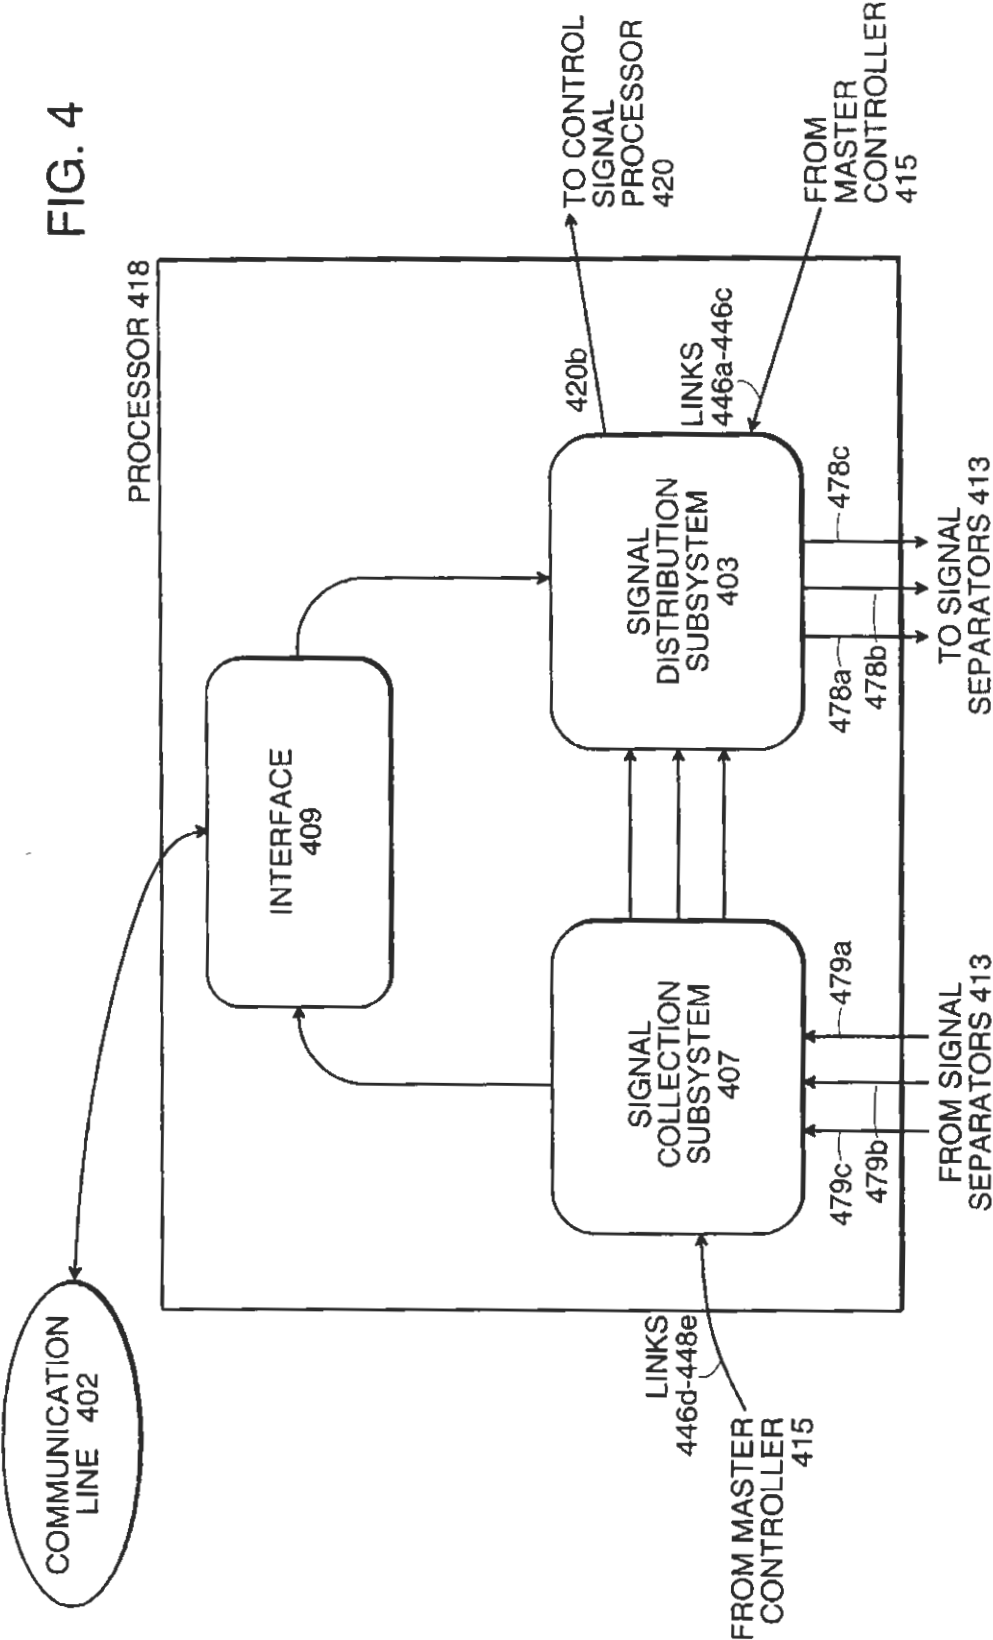 FIG. 4
COMMUNICATION
LINE 402
PROCESSOR 418
INTERFACE
409
SIGNAL
COLLECTION
SUBSYSTEM
407
SIGNAL
DISTRIBUTION
SUBSYSTEM
403
420b
TO CONTROL
SIGNAL
PROCESSOR
420
LINKS
446a-446c
FROM
MASTER
CONTROLLER
415
LINKS
446d-448e
FROM MASTER
CONTROLLER
415
479c
479b
479a
FROM SIGNAL
SEPARATORS 413
478a
478b
478c
TO SIGNAL
SEPARATORS 413